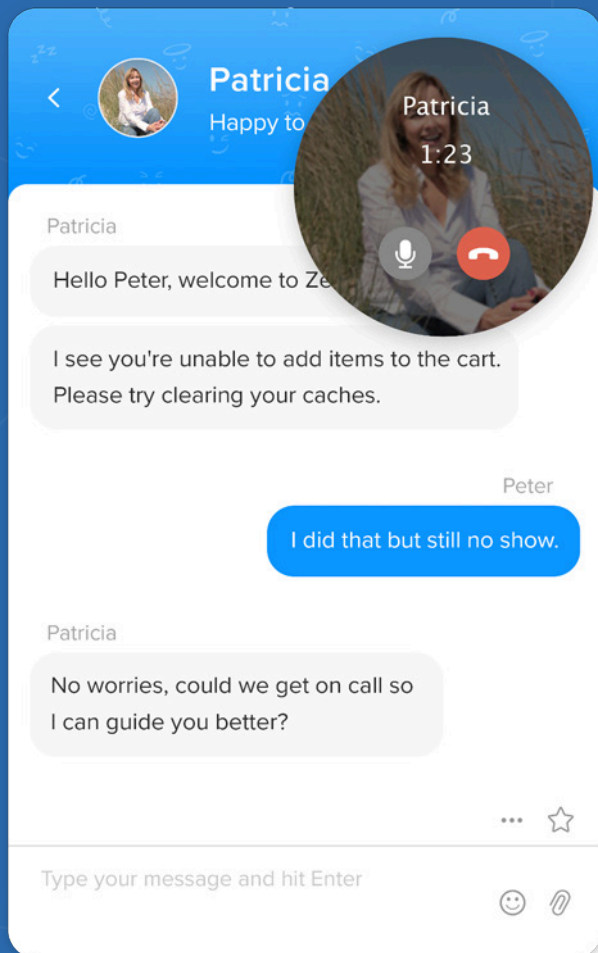 Patricia
Happy to
Patricia
1:23
Patricia
Hello Peter, welcome to
I see you're unable to add items to the cart.
Please try clearing your caches.
Peter
I did that but still no show.
Patricia
No worries, could we get on call so
I can guide you better?
Type your message and hit Enter